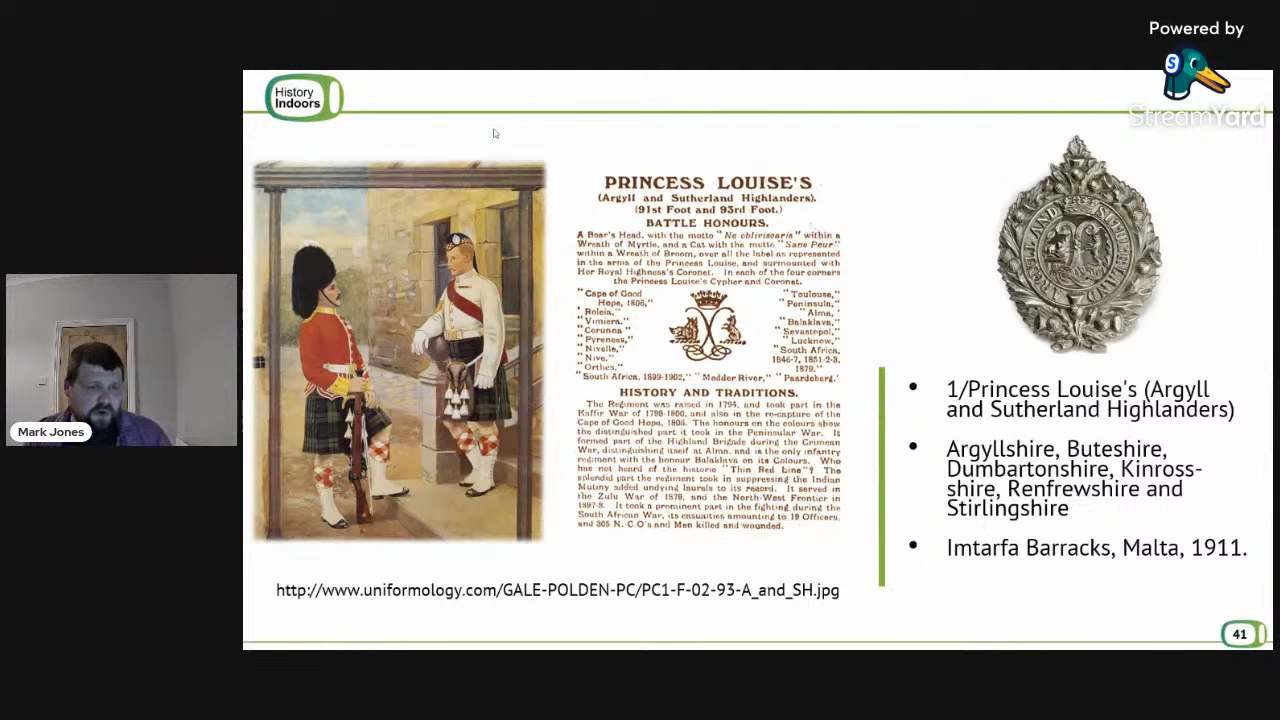 Powered by
S
StreamYard
History
Indoors
PRINCESS LOUISE'S
(Argyll and Sutherland Highlanders).
(91st Foot and 93rd Foot.)
BATTLE HONOURS.
A Boar's Head, with the motto "Ne obliviscaris" within a
Wreath of Myrtle, and a Cat with the motto "Sans Peur"
within a Wreath of Broom, over all the label as represented
in the arms of the Princess Louise, and surmounted with
Her Royal Highness's Coronet. In each of the four corners
the Princess Louise's Cypher and Coronet.
"Cape of Good
Hope, 1806,"
"Roleia,"
"Vimiera,"
"Corunna"
"Pyrenees,"
"Nivelle,"
"Nive,"
"Orthes,"
"Toulouse,"
"Peninsula,"
"Alma,
"Balaklava,
"Sevastopol,
"Lucknow,
"South Africa,
1846-7, 1851-2-3,
1879."
"South Africa, 1899-1902," "Modder River," "Paardeberg."
HISTORY AND TRADITIONS.
The Regiment was raised in 1794, and took part in the
Kaffir War of 1799-1800, and also in the re-capture of the
Cape of Good Hope, 1806. The honours on the colours show
the distinguished part it took in the Peninsular War. It
formed part of the Highland Brigade during the Crimean
War, distinguishing itself at Alma, and is the only infantry
regiment with the honour Balaklava on its Colours. Who
has not heard of the historic "Thin Red Line"? The
splendid part the regiment took in suppressing the Indian
Mutiny added undying laurels to its record. It served in
the Zulu War of 1879, and the North-West Frontier in
1897-8. It took a prominent part in the fighting during the
South African War, its casualties amounting to 19 Officers,
and 305 N.C.O's and Men killed and wounded.
ARGYLL AND SUTHERLAND
• 1/Princess Louise's (Argyll
and Sutherland Highlanders)
• Argyllshire, Buteshire,
Dumbartonshire, Kinross-
shire, Renfrewshire and
Stirlingshire
• Imtarfa Barracks, Malta, 1911.
Mark Jones
http://www.uniformology.com/GALE-POLDEN-PC/PC1-F-02-93-A_and_SH.jpg
41